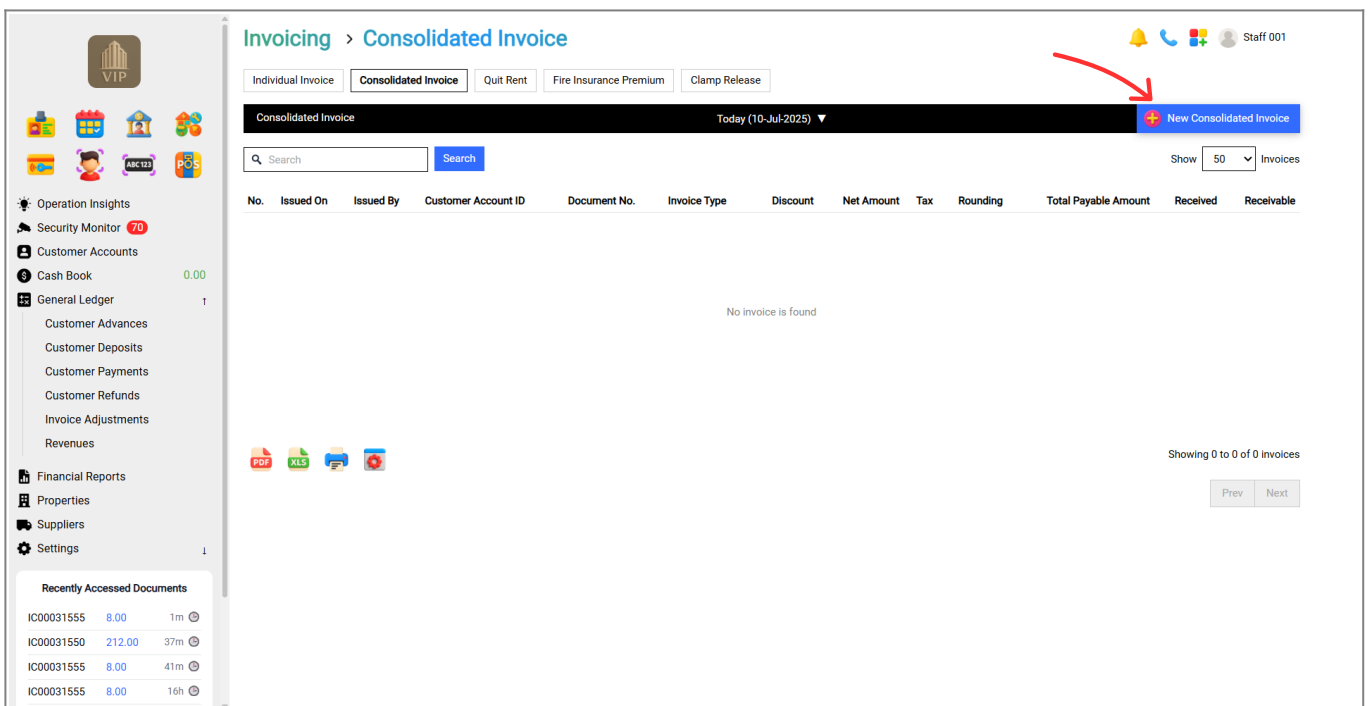 Invoicing › Consolidated Invoice
Staff 001
VIP
Individual Invoice
Consolidated Invoice
Quit Rent
Fire Insurance Premium
Clamp Release
Consolidated Invoice
Today (10-Jul-2025) ▼
New Consolidated Invoice
ABC 123
POS
Search
Search
Show 50 Invoices
No. Issued On Issued By Customer Account ID Document No. Invoice Type Discount Net Amount Tax Rounding Total Payable Amount Received Receivable
No invoice is found
PDF
XLS
Showing 0 to 0 of 0 invoices
Prev Next
Operation Insights
Security Monitor 70
Customer Accounts
Cash Book 0.00
General Ledger ↑
Customer Advances
Customer Deposits
Customer Payments
Customer Refunds
Invoice Adjustments
Revenues
Financial Reports
Properties
Suppliers
Settings ↓
Recently Accessed Documents
IC00031555 8.00 1m
IC00031550 212.00 37m
IC00031555 8.00 41m
IC00031555 8.00 16h